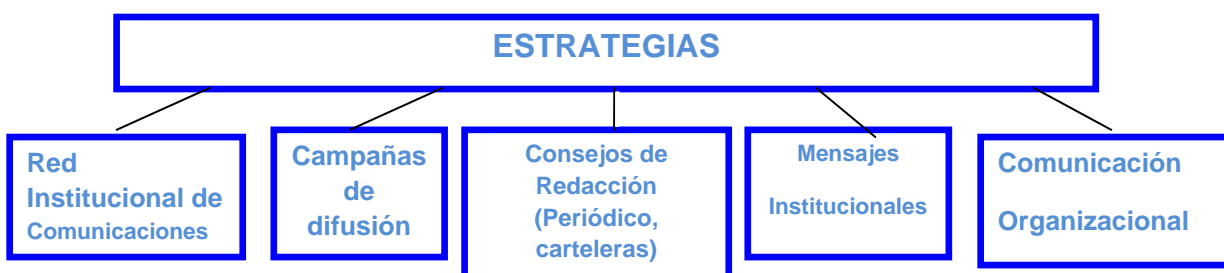 ESTRATEGIAS
Red
Institucional de
Comunicaciones
Campañas
de
difusión
Consejos de
Redacción
(Periódico,
carteleras)
Mensajes
Institucionales
Comunicación
Organizacional